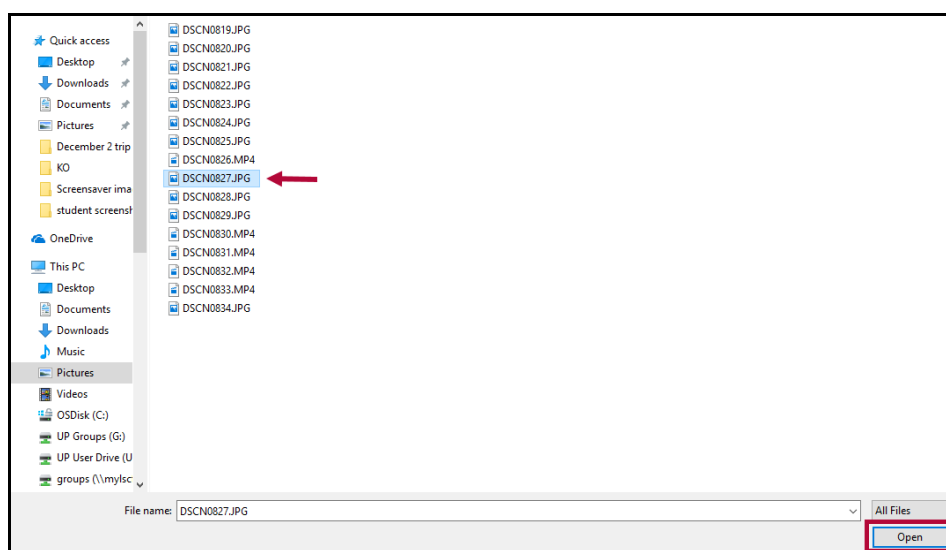 Quick access
Desktop
Downloads
Documents
Pictures
December 2 trip
KO
Screensaver ima
student screensh
OneDrive
This PC
Desktop
Documents
Downloads
Music
Pictures
Videos
OSDisk (C:)
UP Groups (G:)
UP User Drive (U
groups (\\mylsc
DSCN0819.JPG
DSCN0820.JPG
DSCN0821.JPG
DSCN0822.JPG
DSCN0823.JPG
DSCN0824.JPG
DSCN0825.JPG
DSCN0826.MP4
DSCN0827.JPG
DSCN0828.JPG
DSCN0829.JPG
DSCN0830.MP4
DSCN0831.MP4
DSCN0832.MP4
DSCN0833.MP4
DSCN0834.JPG
File name: DSCN0827.JPG
All Files
Open